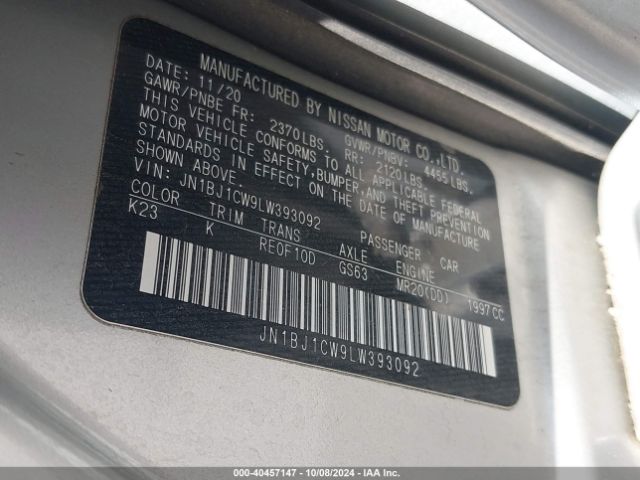 MANUFACTURED BY NISSAN MOTOR CO.,LTD.
DATE: 11/20 GVWR/PNBV: 4455LBS.
GAWR/PNBE FR: 2370LBS. RR: 2120LBS.
THIS VEHICLE CONFORMS TO ALL APPLICABLE FEDERAL
MOTOR VEHICLE SAFETY,BUMPER,AND THEFT PREVENTION
STANDARDS IN EFFECT ON THE DATE OF MANUFACTURE
SHOWN ABOVE.
VIN: JN1BJ1CW9LW393092 PASSENGER CAR
COLOR TRIM TRANS AXLE ENGINE
K23 K RE0F10D GS63 MR20(DD) 1997CC
JN1BJ1CW9LW393092
000-40457147 - 10/08/2024 - IAA Inc.